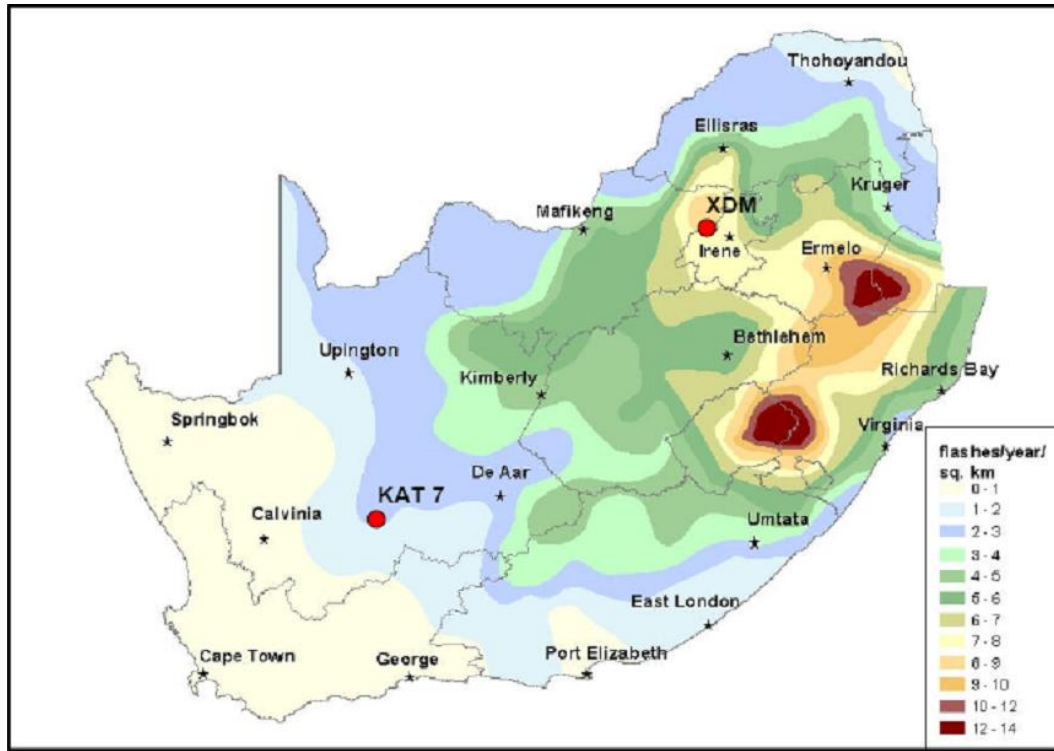 Thohoyandou
Ellisras
Kruger
XDM
Mafikeng
Irene
Ermelo
Upington
Bethlehem
Kimberly
Richards Bay
Springbok
Virginia
De Aar
KAT 7
Calvinia
Umtata
East London
Cape Town
George
Port Elizabeth
flashes/year/
sq. km
0 - 1
1 - 2
2 - 3
3 - 4
4 - 5
5 - 6
6 - 7
7 - 8
8 - 9
9 - 10
10 - 12
12 - 14